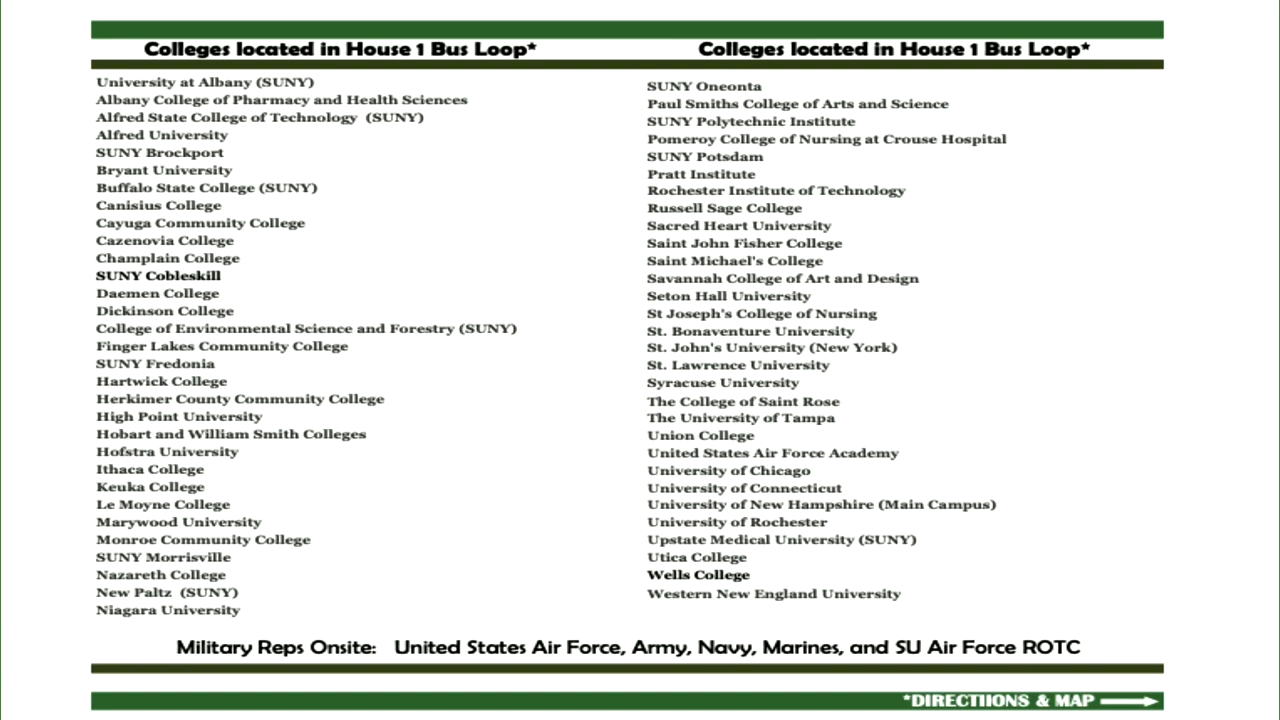 Colleges located in House 1 Bus Loop*
University at Albany (SUNY)
Albany College of Pharmacy and Health Sciences
Alfred State College of Technology (SUNY)
Alfred University
SUNY Brockport
Bryant University
Buffalo State College (SUNY)
Canisius College
Cayuga Community College
Cazenovia College
Champlain College
SUNY Cobleskill
Daemen College
Dickinson College
College of Environmental Science and Forestry (SUNY)
Finger Lakes Community College
SUNY Fredonia
Hartwick College
Herkimer County Community College
High Point University
Hobart and William Smith Colleges
Hofstra University
Ithaca College
Keuka College
Le Moyne College
Marywood University
Monroe Community College
SUNY Morrisville
Nazareth College
New Paltz (SUNY)
Niagara University
Colleges located in House 1 Bus Loop*
SUNY Oneonta
Paul Smiths College of Arts and Science
SUNY Polytechnic Institute
Pomeroy College of Nursing at Crouse Hospital
SUNY Potsdam
Pratt Institute
Rochester Institute of Technology
Russell Sage College
Sacred Heart University
Saint John Fisher College
Saint Michael's College
Savannah College of Art and Design
Seton Hall University
St Joseph's College of Nursing
St. Bonaventure University
St. John's University (New York)
St. Lawrence University
Syracuse University
The College of Saint Rose
The University of Tampa
Union College
United States Air Force Academy
University of Chicago
University of Connecticut
University of New Hampshire (Main Campus)
University of Rochester
Upstate Medical University (SUNY)
Utica College
Wells College
Western New England University
Military Reps Onsite: United States Air Force, Army, Navy, Marines, and SU Air Force ROTC
*DIRECTIIONS & MAP